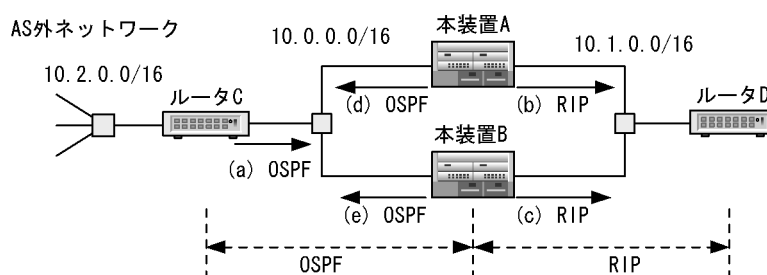 AS外ネットワーク
10.2.0.0/16
ルータC
(a) OSPF
10.0.0.0/16
本装置A
10.1.0.0/16
(d) OSPF
(b) RIP
ルータD
本装置B
(e) OSPF
(c) RIP
OSPF
RIP